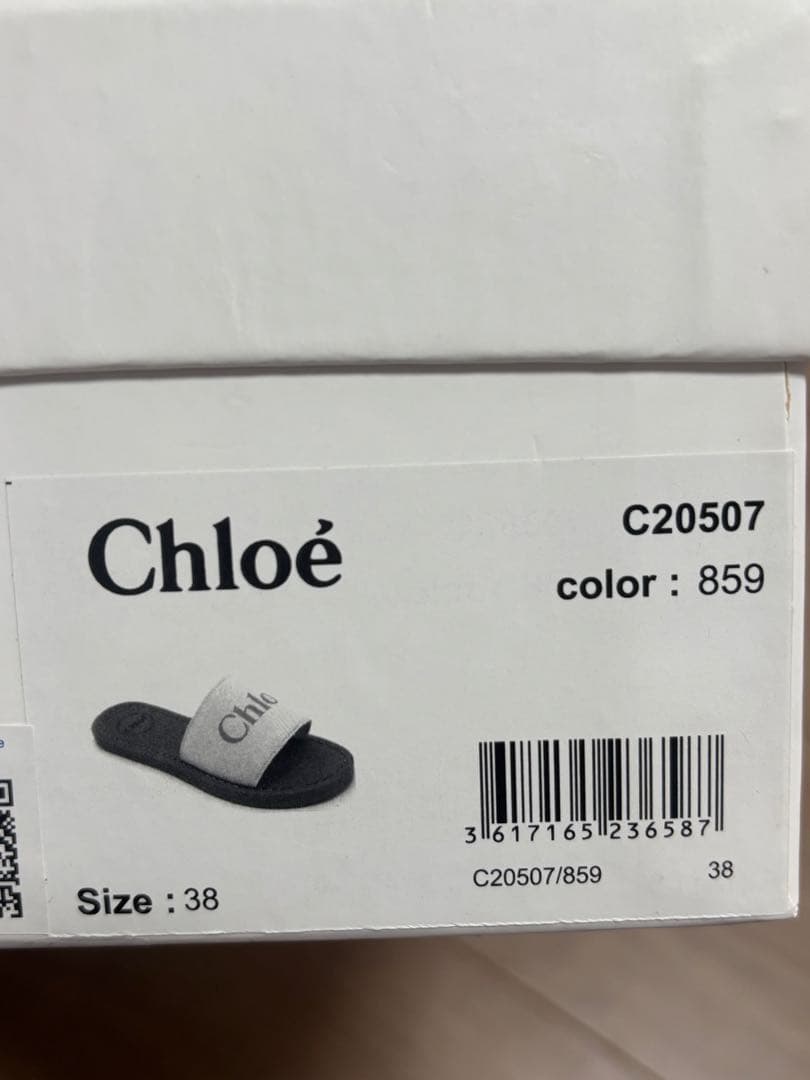 Chloé
C20507
color : 859
Chlo
3 617165 236587
C20507/859
38
Size : 38